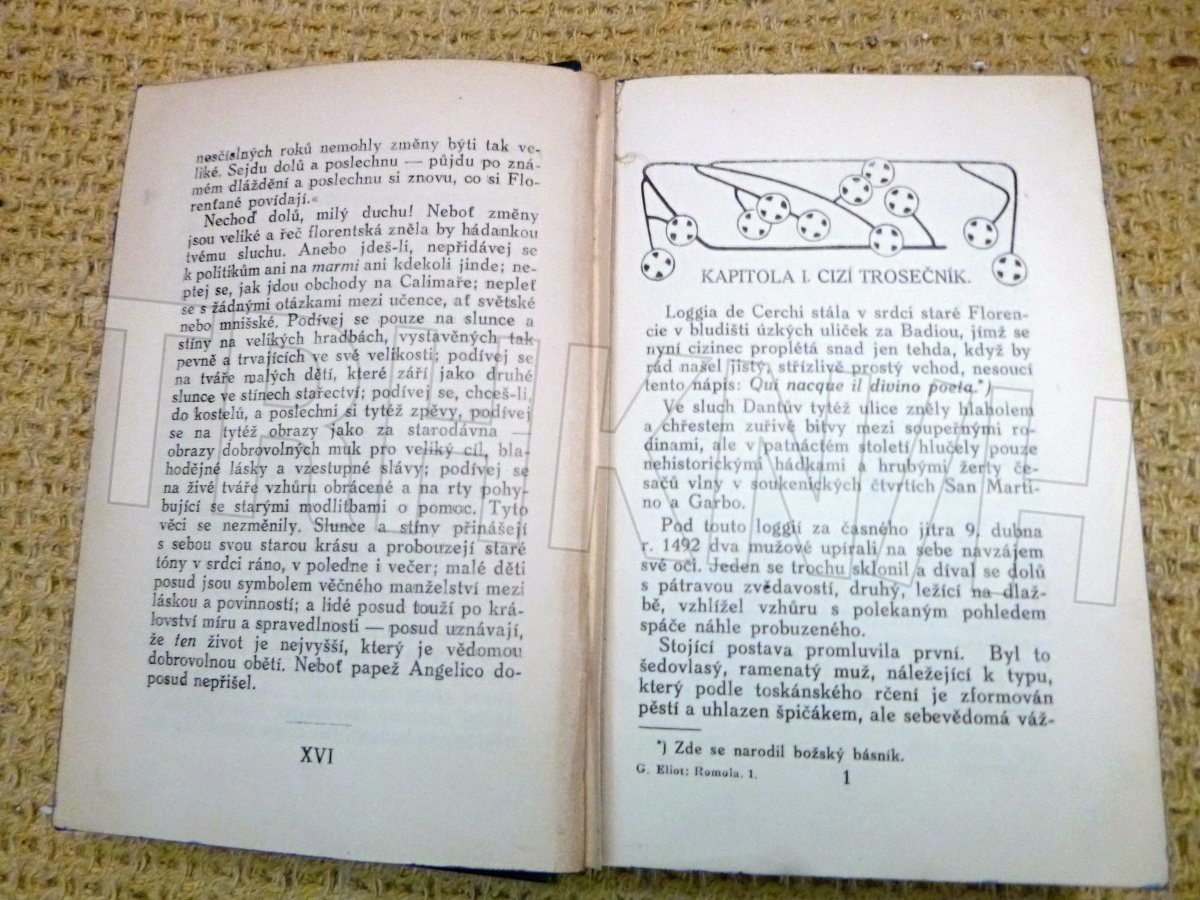 nesčíslných roků nemohly změny býti tak ve-
liké. Sejdu dolů a poslechnu — půjdu po zná-
mém dláždění a poslechnu si znovu, co si Flo-
renťané povídají.«
Nechoď dolů, milý duchu! Neboť změny
jsou veliké a řeč florentská zněla by hádankou
tvému sluchu. Anebo jdeš-li, nepřidávej se
k politikům ani na marmi ani kdekoli jinde; ne-
ptej se, jak jdou obchody na Calimaře; nepleť
se s žádnými otázkami mezi učence, ať světské
nebo mnišské. Podívej se pouze na slunce a
stíny na velikých hradbách, vystavěných tak
pevně a trvajících ve své velikosti; podívej se
na tváře malých dětí, které září jako druhé
slunce ve stínech stařectví; podívej se, chceš-li,
do kostelů, a poslechni si tytéž zpěvy, podívej
se na tytéž obrazy jako za starodávna —
obrazy dobrovolných muk pro veliký cíl, bla-
hodějné lásky a vzestupné slávy; podívej se
na živé tváře vzhůru obrácené a na rty pohy-
bující se starými modlitbami o pomoc. Tyto
věci se nezměnily. Slunce a stíny přinášejí
s sebou svou starou krásu a probouzejí staré
tóny v srdci ráno, v poledne i večer; malé děti
posud jsou symbolem věčného manželství mezi
láskou a povinností; a lidé posud touží po krá-
lovství míru a spravedlnosti — posud uznávají,
že ten život je nejvyšší, který je vědomou
dobrovolnou obětí. Neboť papež Angelico do-
posud nepřišel.
XVI
KAPITOLA I. CIZÍ TROSEČNÍK.
Loggia de Cerchi stála v srdci staré Floren-
cie v bludišti úzkých uliček za Badiou, jímž se
nyní cizinec proplétá snad jen tehda, když by
rád našel jistý, střízlivě prostý vchod, nesoucí
tento nápis: Qui nacque il divino poeta.*)
Ve sluch Dantův tytéž ulice zněly hlaholem
a chřestem zuřivé bitvy mezi soupeřnými ro-
dinami, ale v patnáctém století hlučely pouze
nehistorickými hádkami a hrubými žerty če-
sačů vlny v soukenických čtvrtích San Marti-
no a Garbo.
Pod touto loggií za časného jitra 9. dubna
r. 1492 dva mužové upírali na sebe navzájem
své oči. Jeden se trochu sklonil a díval se dolů
s pátravou zvědavostí, druhý, ležící na dlaž-
bě, vzhlížel vzhůru s polekaným pohledem
spáče náhle probuzeného.
Stojící postava promluvila první. Byl to
šedovlasý, ramenatý muž, náležející k typu,
který podle toskánského rčení je zformován
pěstí a uhlazen špičákem, ale sebevědomá váž-
*) Zde se narodil božský básník.
G. Eliot: Romola. 1.
1
TRHKNIH